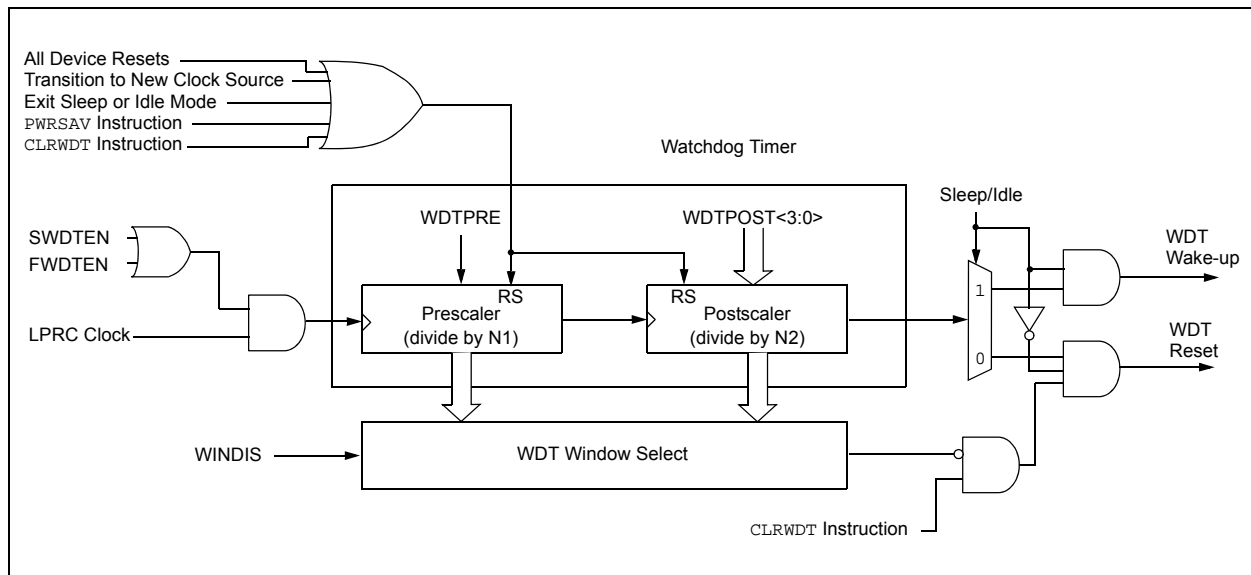 All Device Resets
Transition to New Clock Source
Exit Sleep or Idle Mode
PWRSAV Instruction
CLRWDT Instruction
Watchdog Timer
Sleep/Idle
WDTPRE
WDTPOST<3:0>
SWDTEN
FWDTEN
WDT
Wake-up
RS
RS
1
Prescaler
(divide by N1)
Postscaler
(divide by N2)
LPRC Clock
WDT
Reset
0
WINDIS
WDT Window Select
CLRWDT Instruction